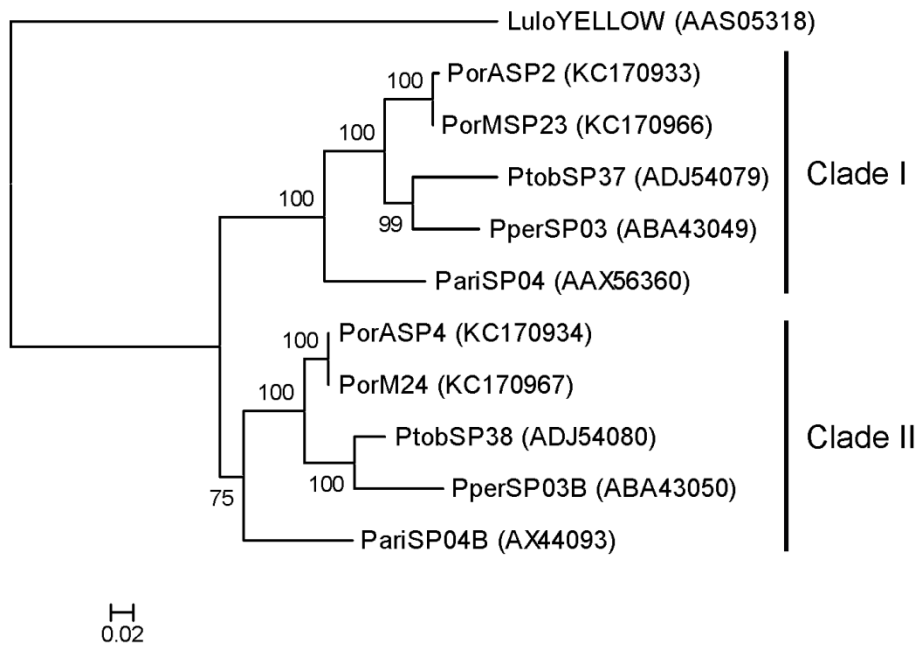 LuloYELLOW (AAS05318)
100
PorASP2 (KC170933)
100
PorMSP23 (KC170966)
Clade I
PtobSP37 (ADJ54079)
100
99
PperSP03 (ABA43049)
PariSP04 (AAX56360)
100
PorASP4 (KC170934)
100
PorM24 (KC170967)
Clade II
PtobSP38 (ADJ54080)
100
PperSP03B (ABA43050)
75
PariSP04B (AX44093)
0.02